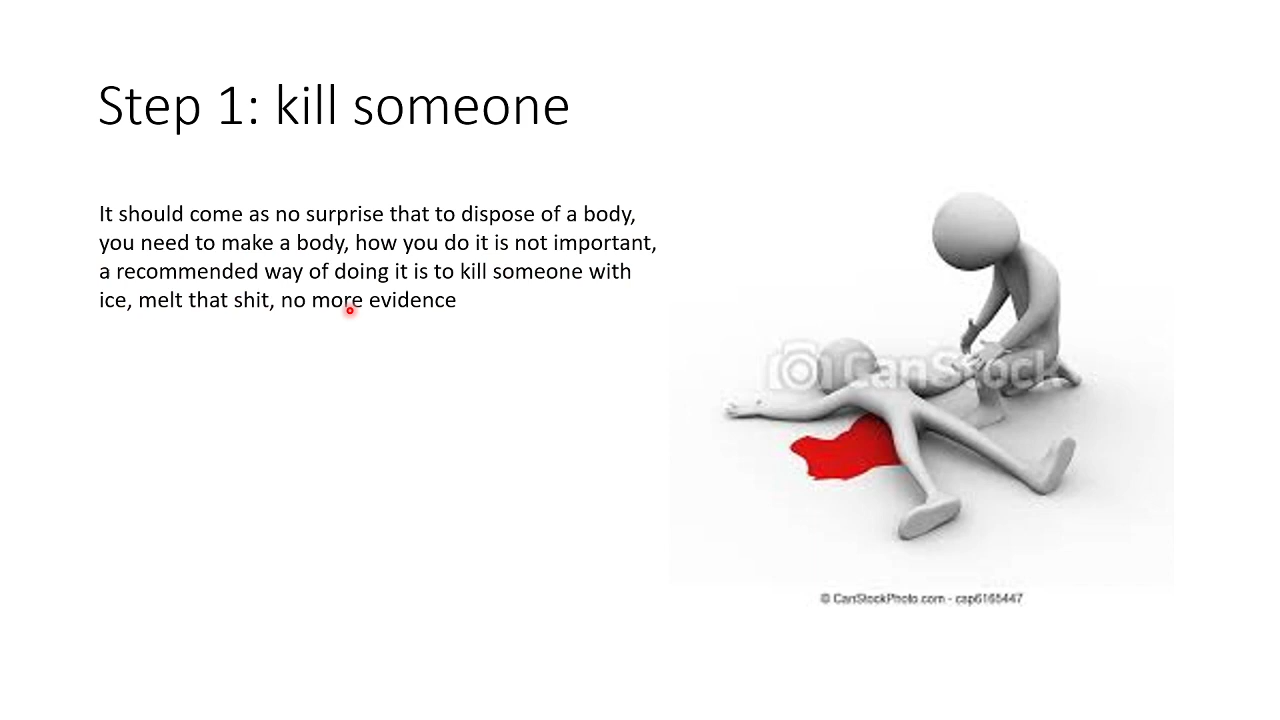 Step 1: kill someone
It should come as no surprise that to dispose of a body,
you need to make a body, how you do it is not important,
a recommended way of doing it is to kill someone with
ice, melt that shit, no more evidence
CanStock
© CanStockPhoto.com - csp6165447